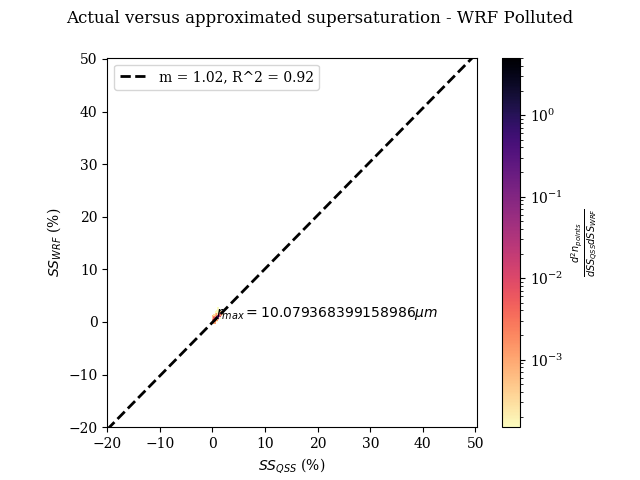 Actual versus approximated supersaturation - WRF Polluted
m = 1.02, R^2 = 0.92
50
40
30
20
10
0
−10
−20
SS_WRF (%)
r_max = 10.079368399158986μm
−20 −10 0 10 20 30 40 50
SS_QSS (%)
10^0
10^−1
10^−2
10^−3
d²n_points
dSS_QSS dSS_WRF